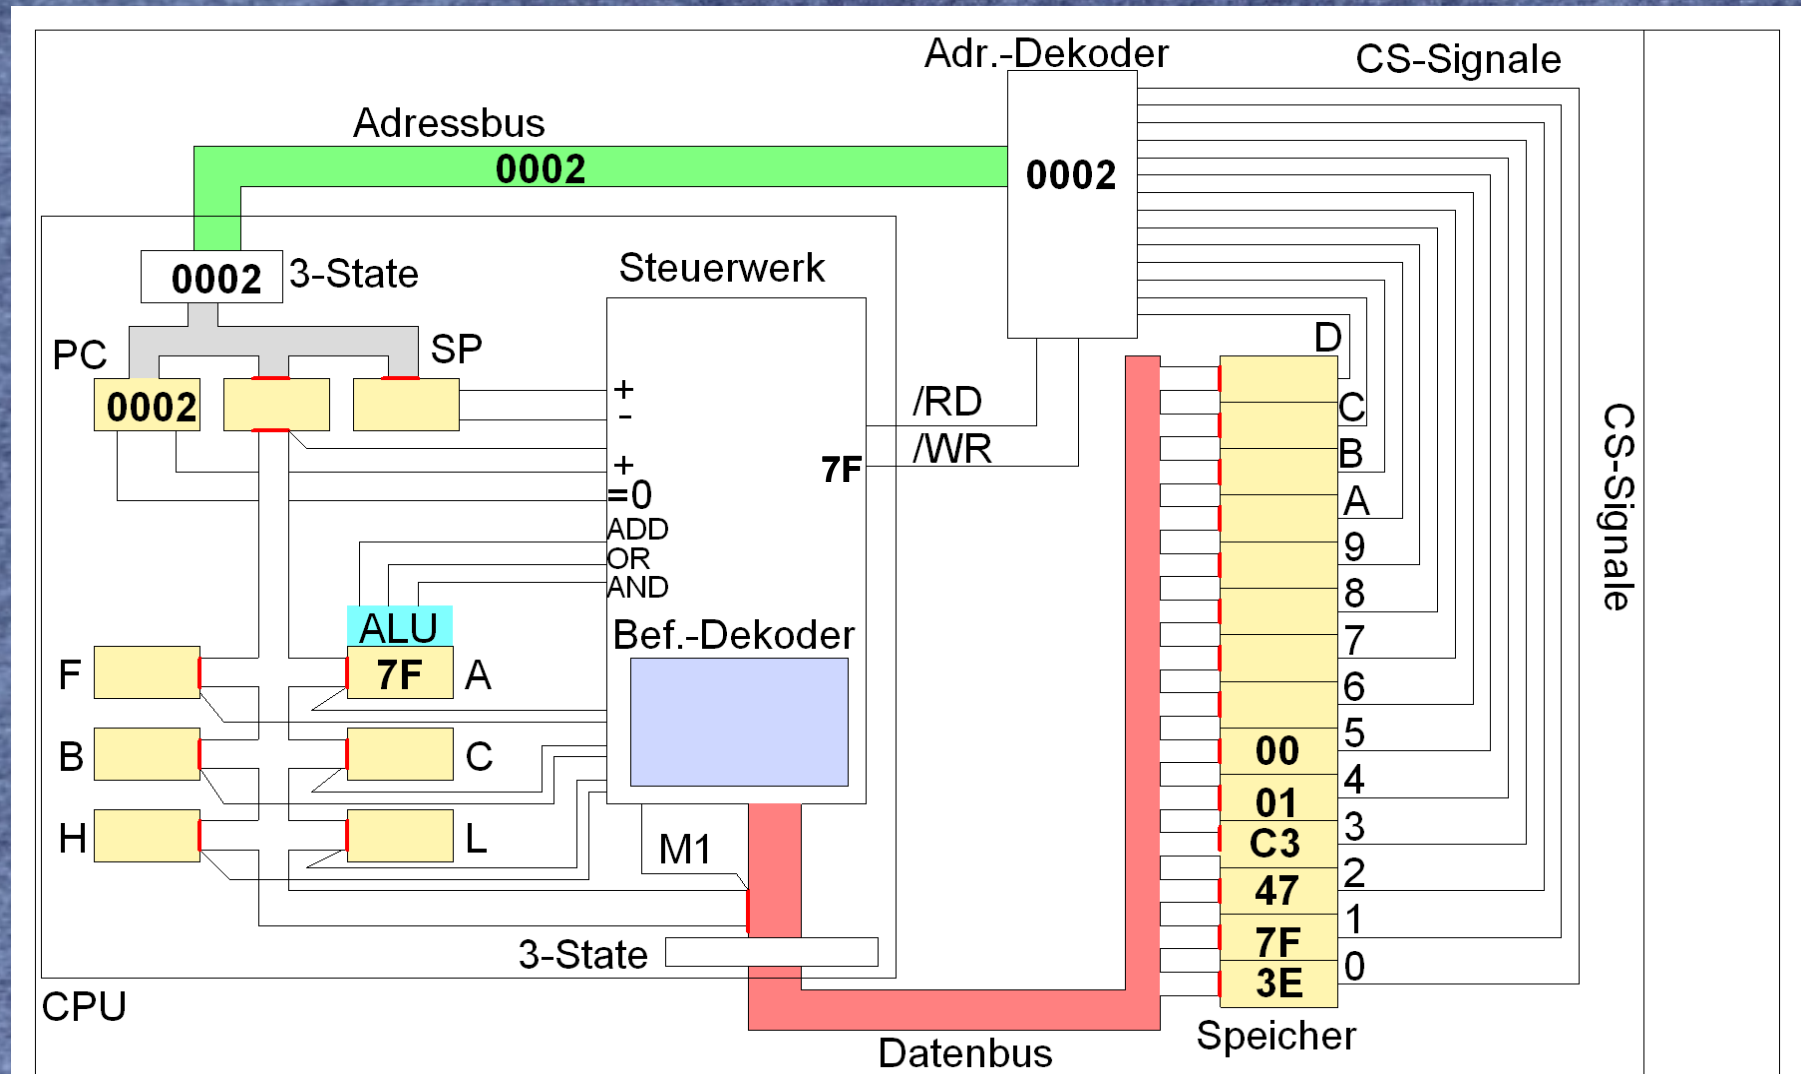 Adr.-Dekoder
CS-Signale
Adressbus
0002
0002
0002
3-State
Steuerwerk
PC
SP
0002
+
-
+
=0
ADD
OR
AND
7F
/RD
/WR
CS-Signale
ALU
Bef.-Dekoder
F
7F
A
B
C
H
L
M1
3-State
CPU
Datenbus
D
C
B
A
9
8
7
6
5
00
4
01
3
C3
2
47
1
7F
0
3E
Speicher